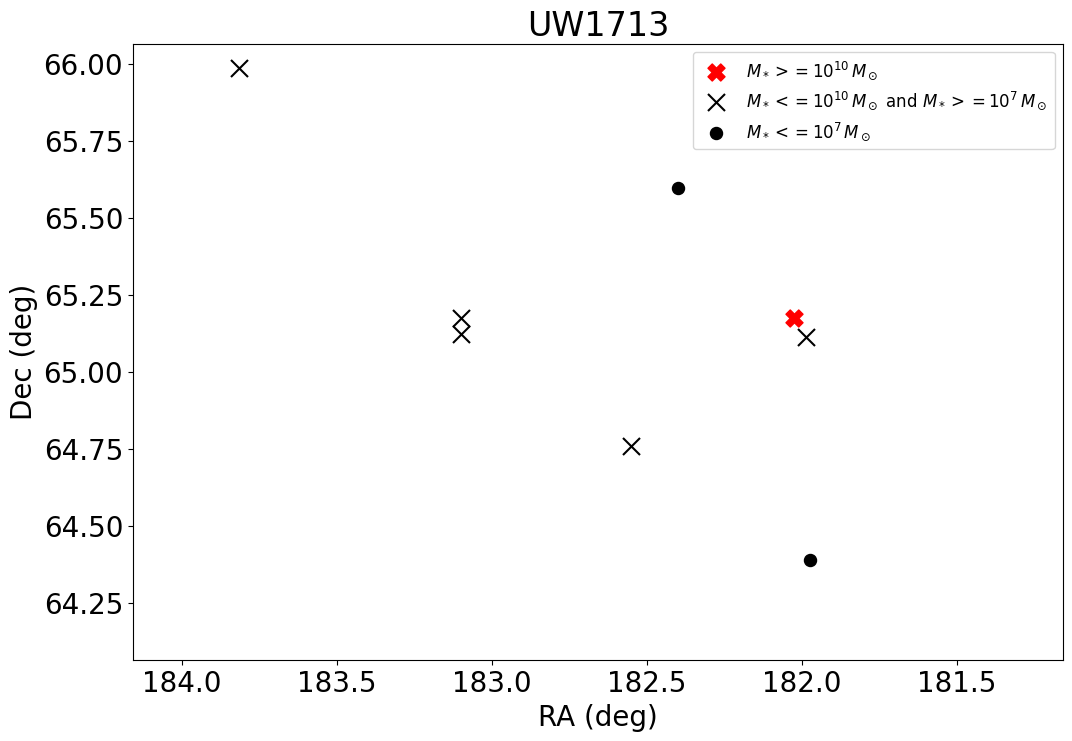 UW1713
M* >= 10^10 M⊙
M* <= 10^10 M⊙ and M* >= 10^7 M⊙
M* <= 10^7 M⊙
Dec (deg)
66.00
65.75
65.50
65.25
65.00
64.75
64.50
64.25
184.0 183.5 183.0 182.5 182.0 181.5
RA (deg)